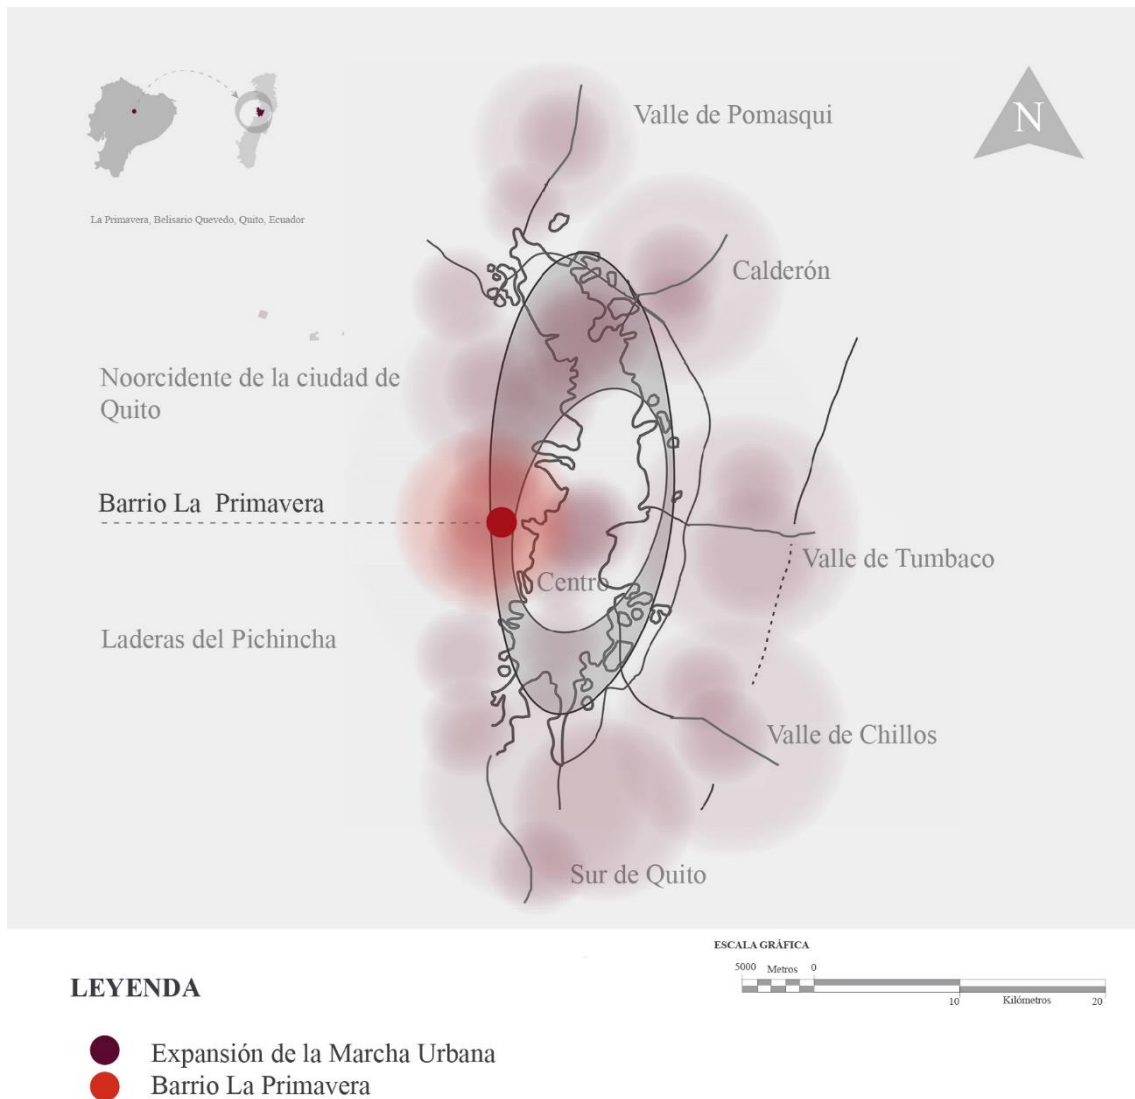 Valle de Pomasqui
N
La Primavera, Belisario Quevedo, Quito, Ecuador
Calderón
Noorcidente de la ciudad de
Quito
Barrio La Primavera
Valle de Tumbaco
Centro
Laderas del Pichincha
Valle de Chillos
Sur de Quito
ESCALA GRÁFICA
5000 Metros 0
10 Kilómetros 20
LEYENDA
Expansión de la Marcha Urbana
Barrio La Primavera